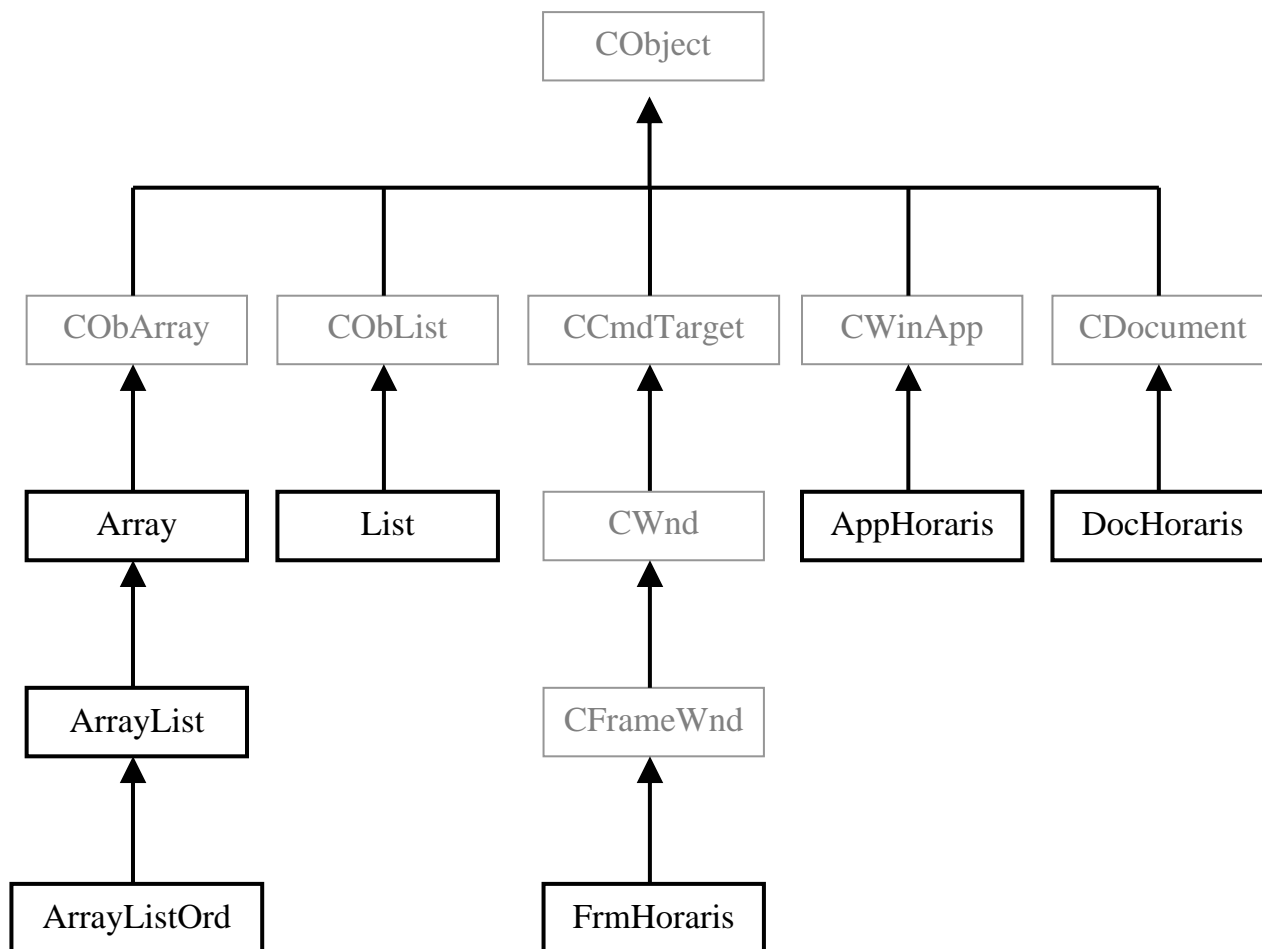 CObject
CObArray
CObList
CCmdTarget
CWinApp
CDocument
Array
List
CWnd
AppHoraris
DocHoraris
ArrayList
CFrameWnd
ArrayListOrd
FrmHoraris